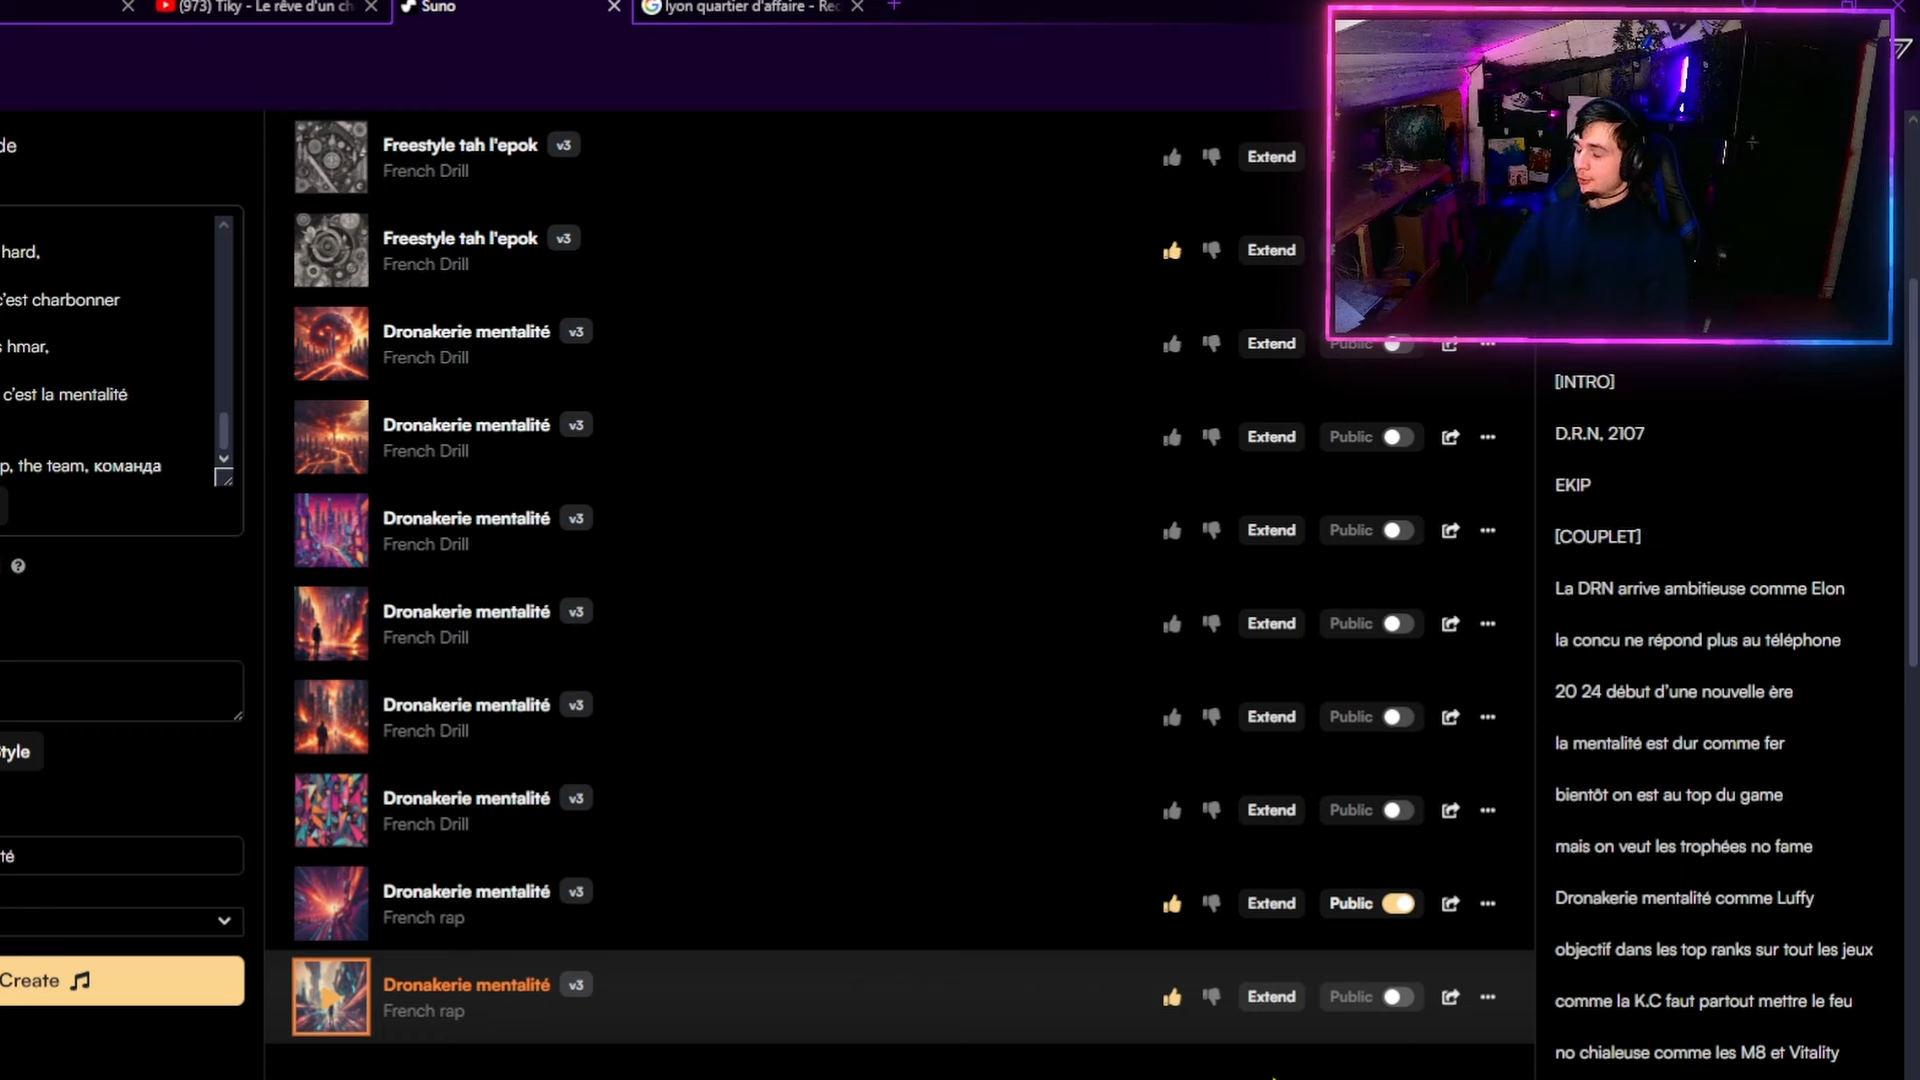 (973) Tiky - Le rêve d'un ch
Suno
lyon quartier d'affaire - Rec
de
hard,
c'est charbonner
s hmar,
c'est la mentalité
p, the team, команда
tyle
té
Create
Freestyle tah l'epok v3
French Drill
Extend
Freestyle tah l'epok v3
French Drill
Extend
Dronakerie mentalité v3
French Drill
Extend Public
Dronakerie mentalité v3
French Drill
Extend Public
Dronakerie mentalité v3
French Drill
Extend Public
Dronakerie mentalité v3
French Drill
Extend Public
Dronakerie mentalité v3
French Drill
Extend Public
Dronakerie mentalité v3
French Drill
Extend Public
Dronakerie mentalité v3
French rap
Extend Public
Dronakerie mentalité v3
French rap
Extend Public
[INTRO]
D.R.N, 2107
EKIP
[COUPLET]
La DRN arrive ambitieuse comme Elon
la concu ne répond plus au téléphone
20 24 début d'une nouvelle ère
la mentalité est dur comme fer
bientôt on est au top du game
mais on veut les trophées no fame
Dronakerie mentalité comme Luffy
objectif dans les top ranks sur tout les jeux
comme la K.C faut partout mettre le feu
no chialeuse comme les M8 et Vitality